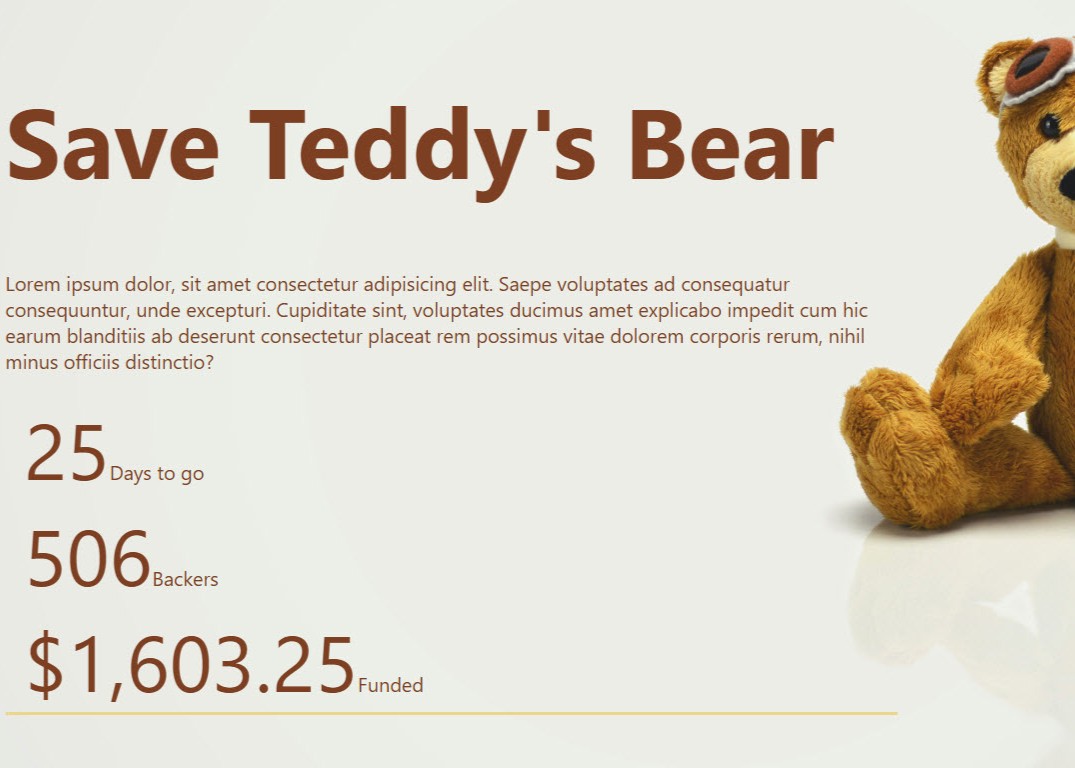 Save Teddy's Bear
Lorem ipsum dolor, sit amet consectetur adipisicing elit. Saepe voluptates ad consequatur
consequuntur, unde excepturi. Cupiditate sint, voluptates ducimus amet explicabo impedit cum hic
earum blanditiis ab deserunt consectetur placeat rem possimus vitae dolorem corporis rerum, nihil
minus officiis distinctio?
25 Days to go
506 Backers
$1,603.25 Funded